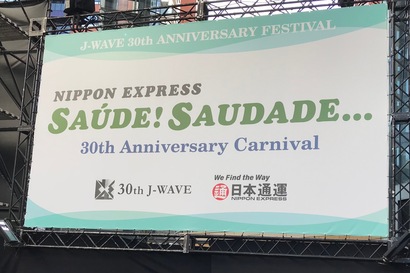 J-WAVE 30th ANNIVERSARY FESTIVAL
NIPPON EXPRESS
SAÚDE! SAUDADE...
30th Anniversary Carnival
30th J-WAVE
We Find the Way
通 日本通運
NIPPON EXPRESS